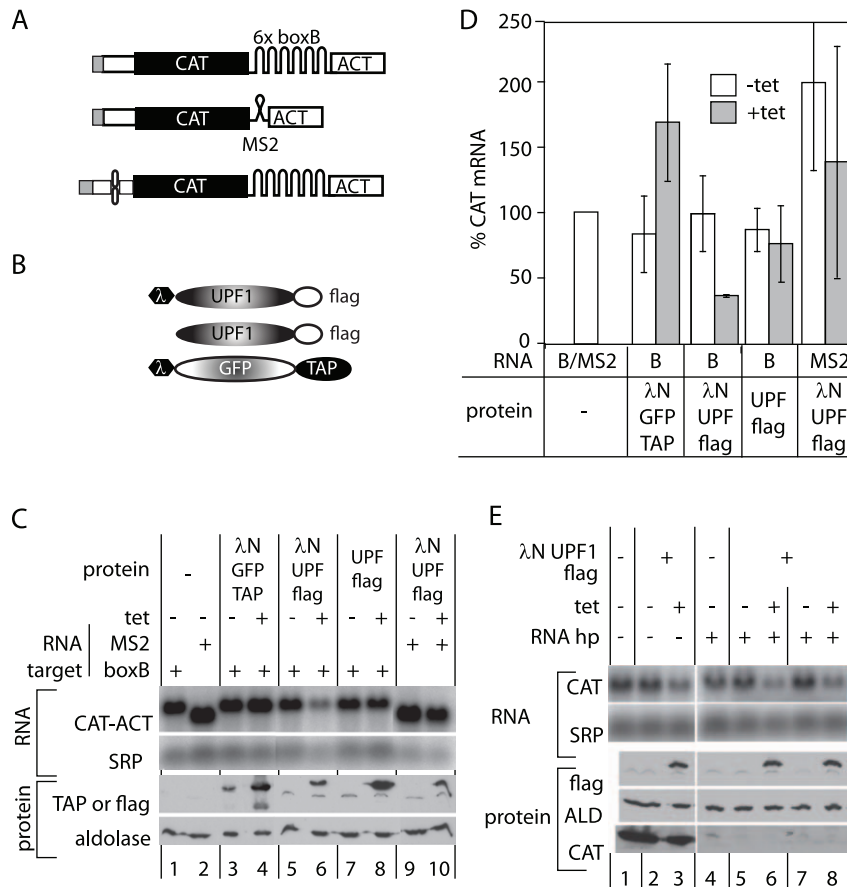 A
6x boxB
CAT
ACT
CAT
ACT
MS2
CAT
ACT
B
λ UPF1 flag
UPF1 flag
λ GFP TAP
C
protein
-
λN GFP TAP
λN UPF flag
UPF flag
λN UPF flag
tet - + - + - + - +
RNA target
MS2 + + +
boxB + + + + + + +
RNA
CAT-ACT
SRP
protein
TAP or flag
aldolase
1 2 3 4 5 6 7 8 9 10
D
% CAT mRNA
250
200
150
100
50
0
-tet
+tet
RNA B/MS2 B B B MS2
protein
-
λN GFP TAP
λN UPF flag
UPF flag
λN UPF flag
E
λN UPF1 flag - + - +
tet - - + - - + - +
RNA hp - - - + + + + +
RNA
CAT
SRP
protein
flag
ALD
CAT
1 2 3 4 5 6 7 8